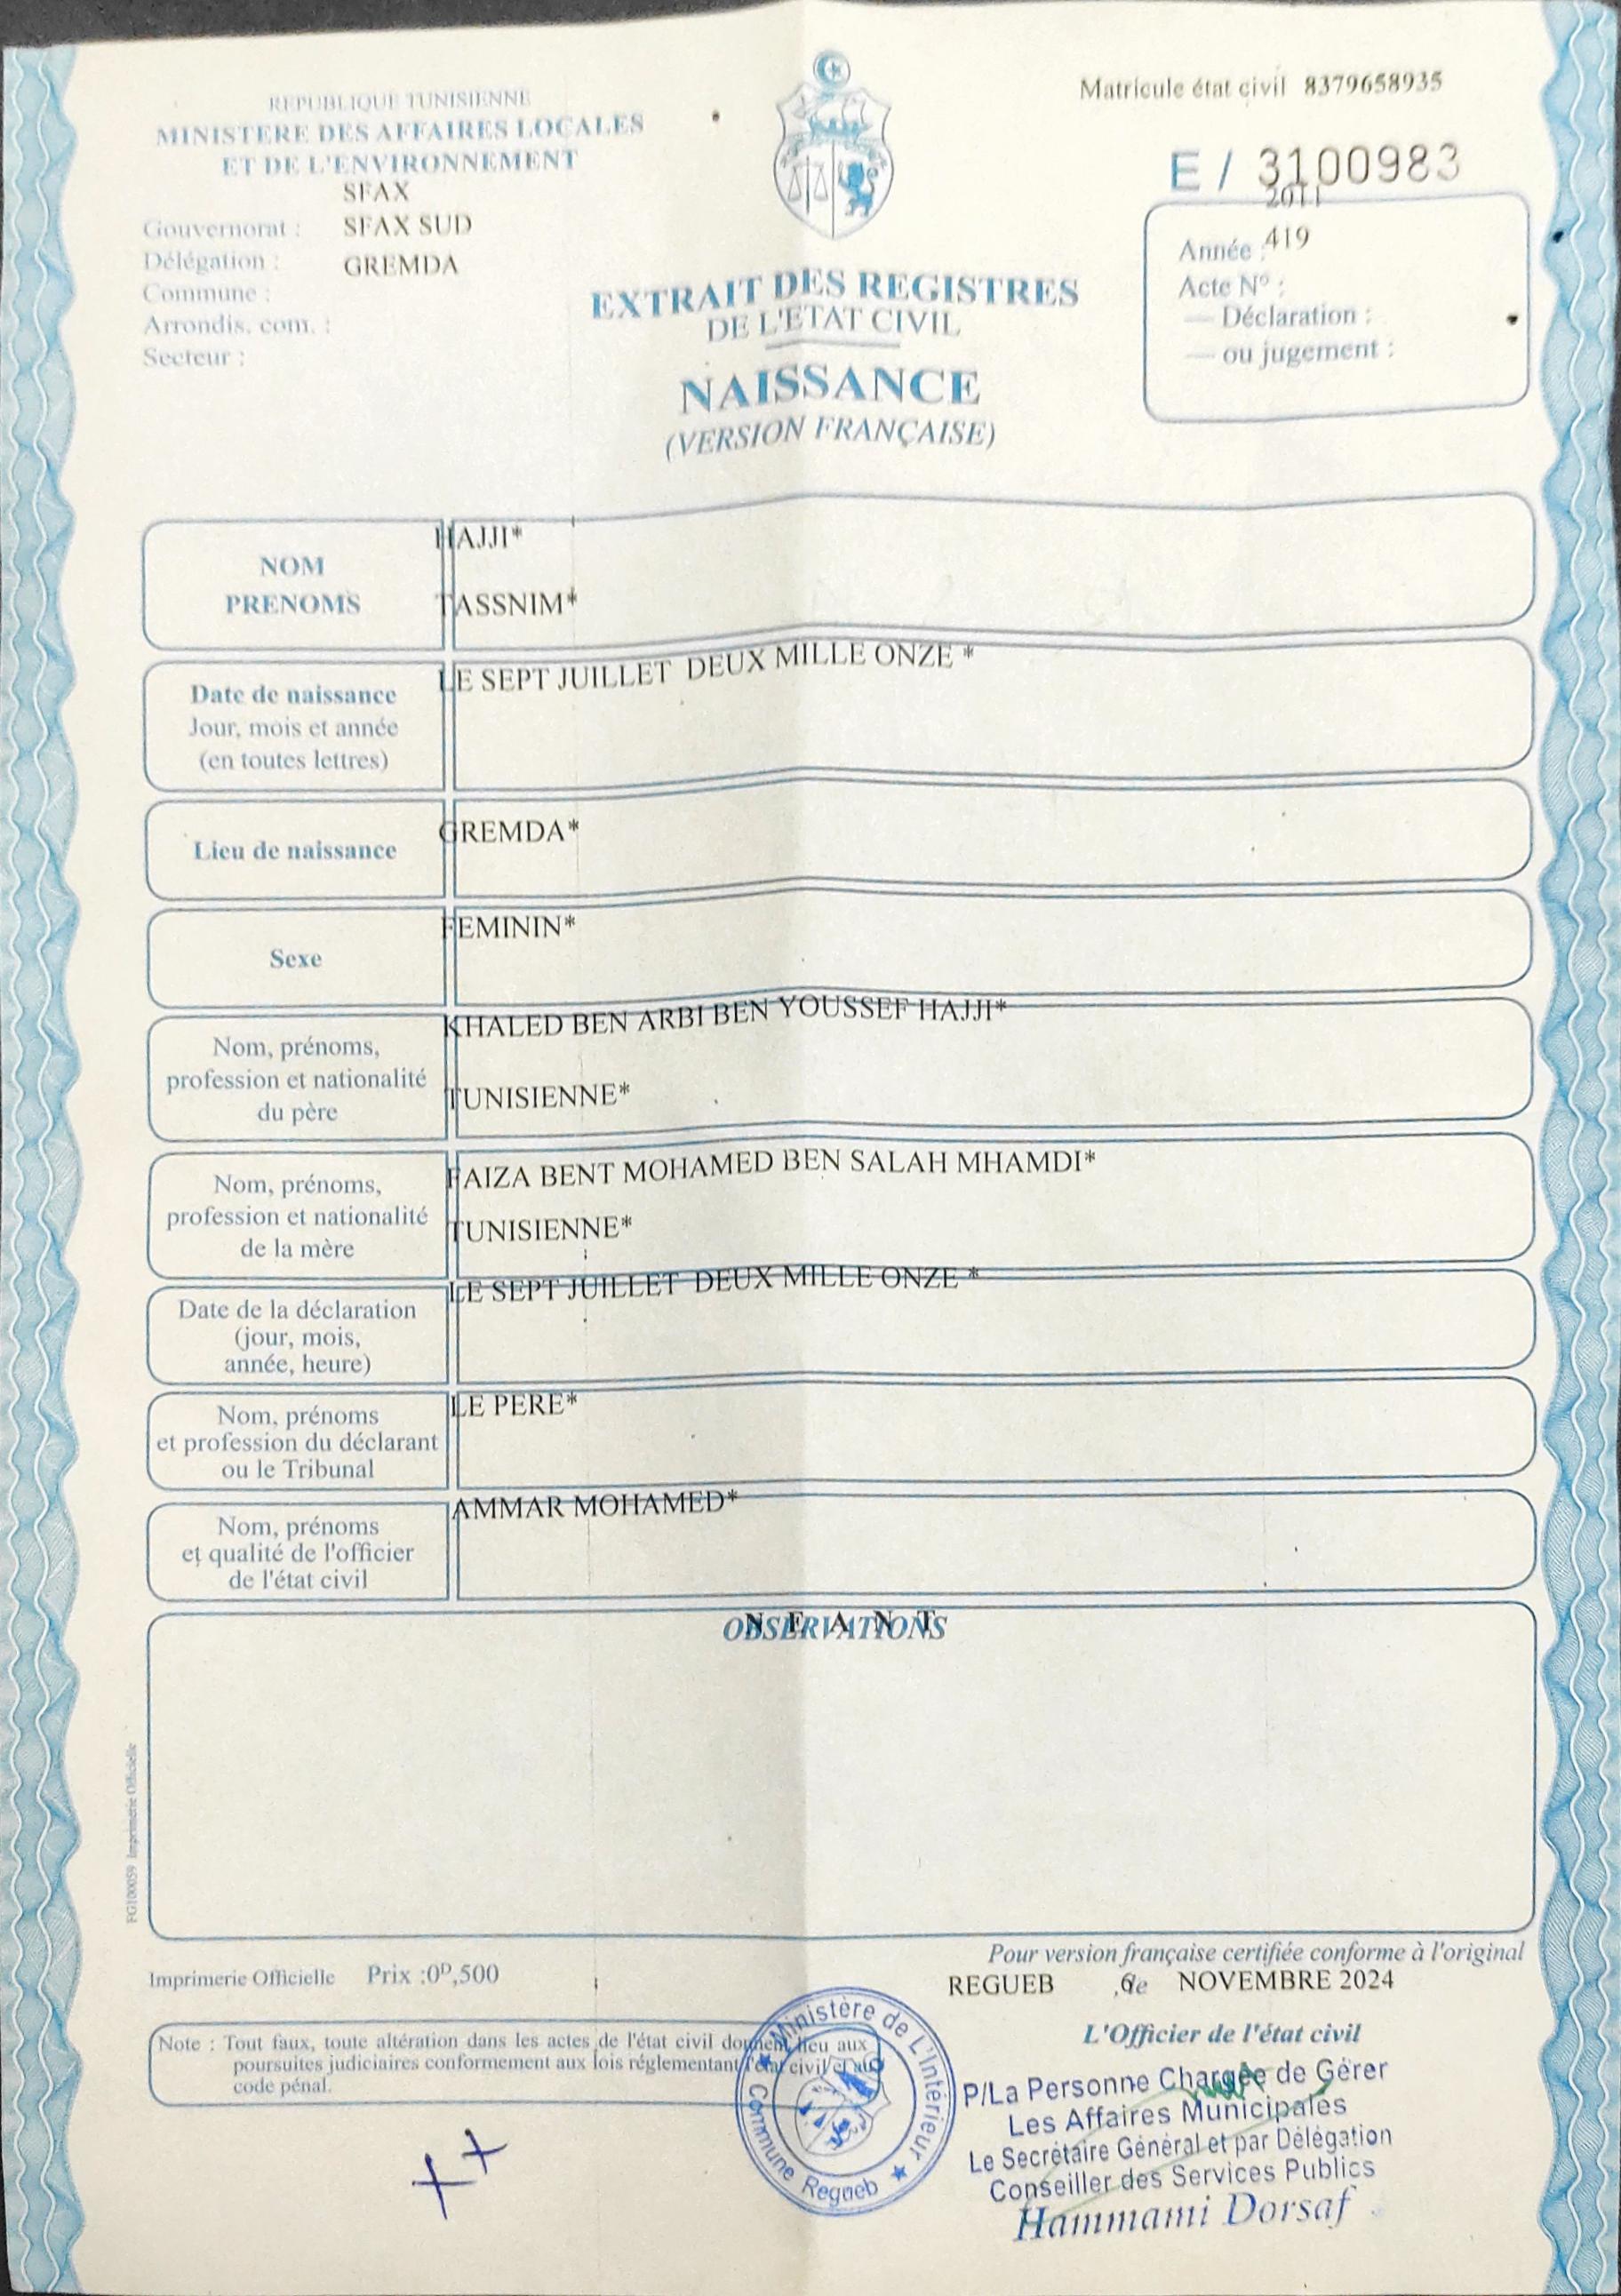 REPUBLIQUE TUNISIENNE
MINISTERE DES AFFAIRES LOCALES
ET DE L'ENVIRONNEMENT
SFAX
Gouvernorat : SFAX SUD
Délégation : GREMDA
Commune :
Arrondis. com. :
Secteur :
Matricule état civil 8379658935
E / 3100983
2011
Année : 419
Acte N° :
— Déclaration :
— ou jugement :
EXTRAIT DES REGISTRES
DE L'ETAT CIVIL
NAISSANCE
(VERSION FRANÇAISE)
NOM
PRENOMS
HAJJI*
TASSNIM*
Date de naissance
Jour, mois et année
(en toutes lettres)
LE SEPT JUILLET DEUX MILLE ONZE *
Lieu de naissance
GREMDA*
Sexe
FEMININ*
Nom, prénoms,
profession et nationalité
du père
KHALED BEN ARBI BEN YOUSSEF HAJJI*
TUNISIENNE*
Nom, prénoms,
profession et nationalité
de la mère
FAIZA BENT MOHAMED BEN SALAH MHAMDI*
TUNISIENNE*
Date de la déclaration
(jour, mois,
année, heure)
LE SEPT JUILLET DEUX MILLE ONZE *
Nom, prénoms
et profession du déclarant
ou le Tribunal
LE PERE*
Nom, prénoms
et qualité de l'officier
de l'état civil
AMMAR MOHAMED*
OBSERVATIONS
N E A N T
FG100059 Imprimerie Officielle
Imprimerie Officielle Prix :0ᴰ,500
Pour version française certifiée conforme à l'original
REGUEB ,6 le NOVEMBRE 2024
Note : Tout faux, toute altération dans les actes de l'état civil donnent lieu aux
poursuites judiciaires conformement aux lois réglementant l'état civil et au
code pénal.
L'Officier de l'état civil
P/La Personne Chargée de Gérer
Les Affaires Municipales
Le Secrétaire Général et par Délégation
Conseiller des Services Publics
Hammami Dorsaf
Ministère de L'Intérieur
Commune Regueb